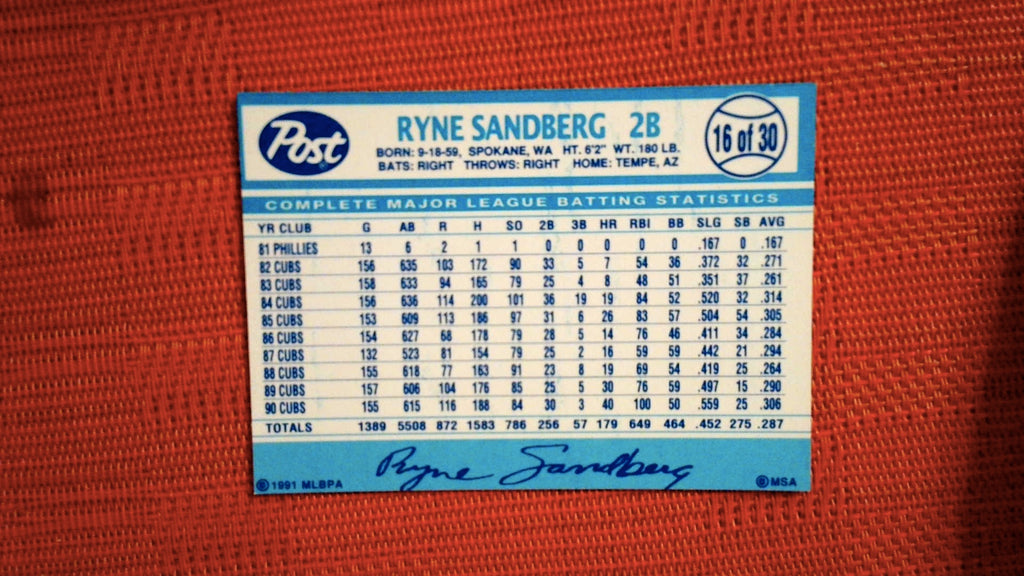 Post
RYNE SANDBERG 2B
16 of 30
BORN: 9-18-59, SPOKANE, WA HT. 6'2" WT. 180 LB.
BATS: RIGHT THROWS: RIGHT HOME: TEMPE, AZ
COMPLETE MAJOR LEAGUE BATTING STATISTICS
YR CLUB G AB R H SO 2B 3B HR RBI BB SLG SB AVG
81 PHILLIES 13 6 2 1 1 0 0 0 0 0 .167 0 .167
82 CUBS 156 635 103 172 90 33 5 7 54 36 .372 32 .271
83 CUBS 158 633 94 165 79 25 4 8 48 51 .351 37 .261
84 CUBS 156 636 114 200 101 36 19 19 84 52 .520 32 .314
85 CUBS 153 609 113 186 97 31 6 26 83 57 .504 54 .305
86 CUBS 154 627 68 178 79 28 5 14 76 46 .411 34 .284
87 CUBS 132 523 81 154 79 25 2 16 59 59 .442 21 .294
88 CUBS 155 618 77 163 91 23 8 19 69 54 .419 25 .264
89 CUBS 157 606 104 176 85 25 5 30 76 59 .497 15 .290
90 CUBS 155 615 116 188 84 30 3 40 100 50 .559 25 .306
TOTALS 1389 5508 872 1583 786 256 57 179 649 464 .452 275 .287
Ryne Sandberg
©1991 MLBPA
©MSA